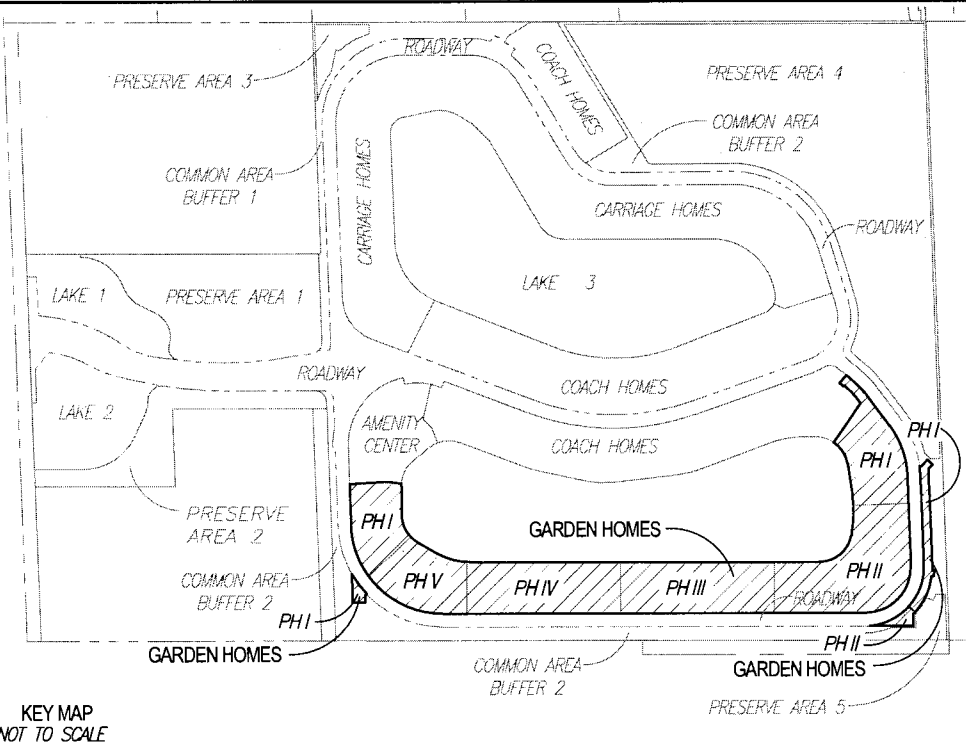 ROADWAY
COACH HOMES
PRESERVE AREA 3
PRESERVE AREA 4
COMMON AREA
BUFFER 2
COMMON AREA
BUFFER 1
CARRIAGE HOMES
CARRIAGE HOMES
ROADWAY
LAKE 1
PRESERVE AREA 1
LAKE 3
ROADWAY
COACH HOMES
LAKE 2
AMENITY
CENTER
COACH HOMES
PH I
PH I
PRESERVE
AREA 2
PH I
GARDEN HOMES
COMMON AREA
BUFFER 2
PH V
PH IV
PH III
PH II
ROADWAY
PH I
PH II
GARDEN HOMES
GARDEN HOMES
COMMON AREA
BUFFER 2
PRESERVE AREA 5
KEY MAP
NOT TO SCALE